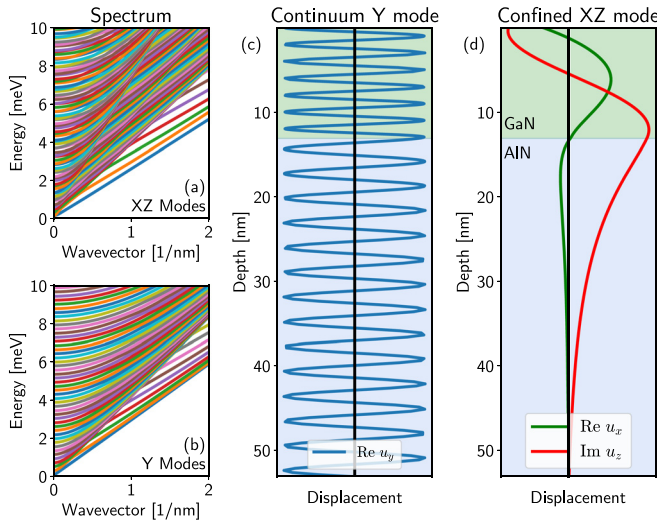 Spectrum
10
8
6
4
2
0
Energy [meV]
(a)
XZ Modes
0 1 2
Wavevector [1/nm]
10
8
6
4
2
0
Energy [meV]
(b)
Y Modes
0 1 2
Wavevector [1/nm]
Continuum Y mode
(c)
10
20
30
40
50
Depth [nm]
Re u_y
Displacement
Confined XZ mode
(d)
GaN
AlN
10
20
30
40
50
Depth [nm]
Re u_x
Im u_z
Displacement